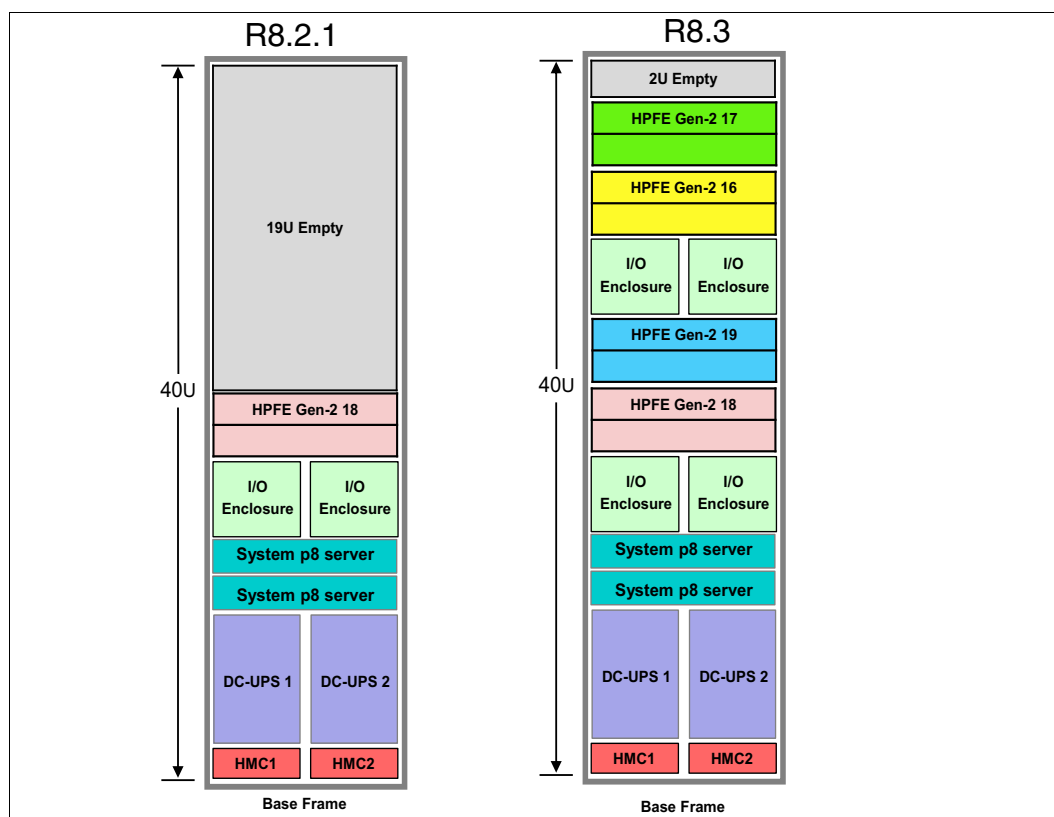 R8.2.1
40U
19U Empty
HPFE Gen-2 18
I/O
Enclosure
I/O
Enclosure
System p8 server
System p8 server
DC-UPS 1
DC-UPS 2
HMC1
HMC2
Base Frame
R8.3
40U
2U Empty
HPFE Gen-2 17
HPFE Gen-2 16
I/O
Enclosure
I/O
Enclosure
HPFE Gen-2 19
HPFE Gen-2 18
I/O
Enclosure
I/O
Enclosure
System p8 server
System p8 server
DC-UPS 1
DC-UPS 2
HMC1
HMC2
Base Frame